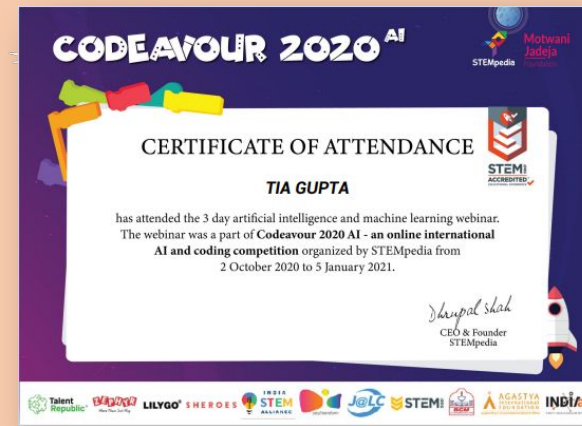 CODEAVOUR 2020 AI
STEMpedia
Motwani
Jadeja
Foundation
CERTIFICATE OF ATTENDANCE
STEM
ACCREDITED
TIA GUPTA
has attended the 3 day artificial intelligence and machine learning webinar.
The webinar was a part of Codeavour 2020 AI - an online international
AI and coding competition organized by STEMpedia from
2 October 2020 to 5 January 2021.
Dhrupal Shah
CEO & Founder
STEMpedia
Talent
Republic
ZEPHYR
LILYGO
SHEROES
INDIA
STEM
ALLIANCE
J@LC
STEM
BCM
AGASTYA
INTERNATIONAL
FOUNDATION
INDIA